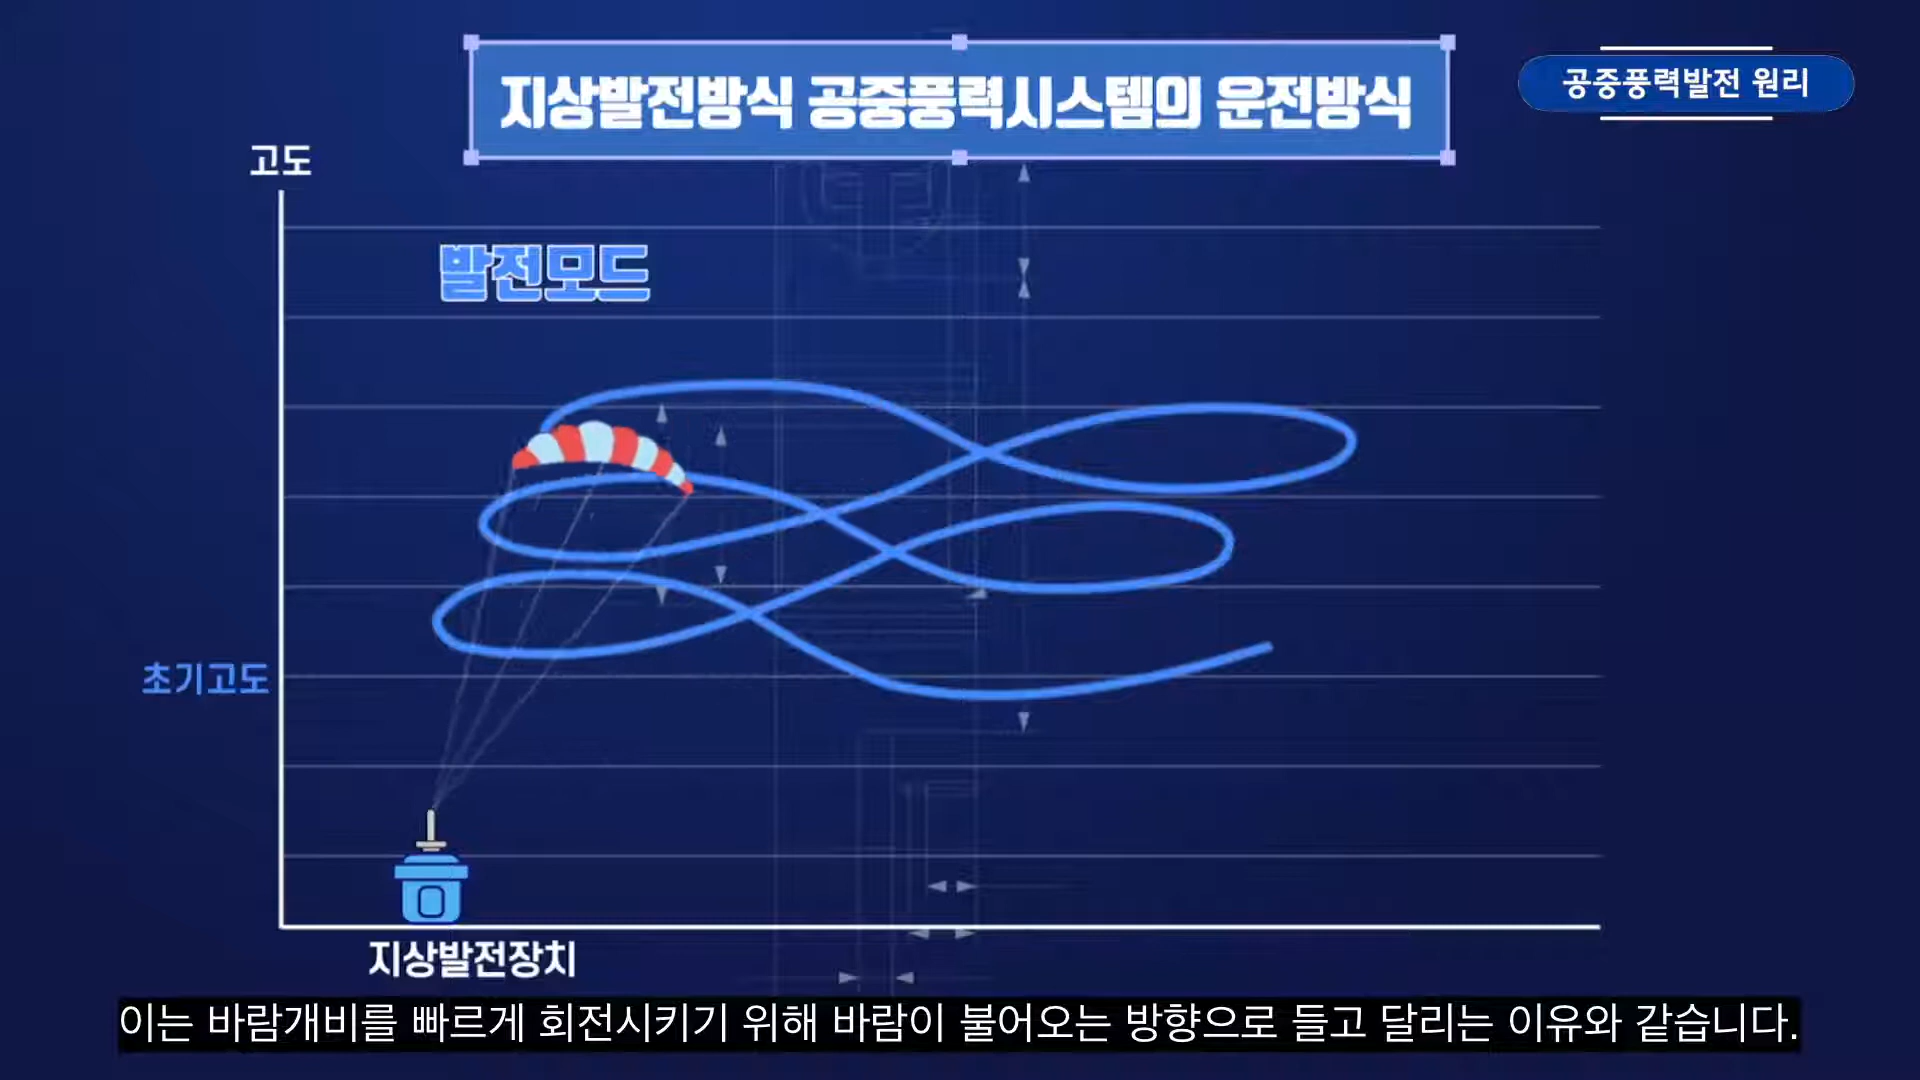 지상발전방식 공중풍력시스템의 운전방식
공중풍력발전 원리
고도
발전모드
초기고도
지상발전장치
이는 바람개비를 빠르게 회전시키기 위해 바람이 불어오는 방향으로 들고 달리는 이유와 같습니다.